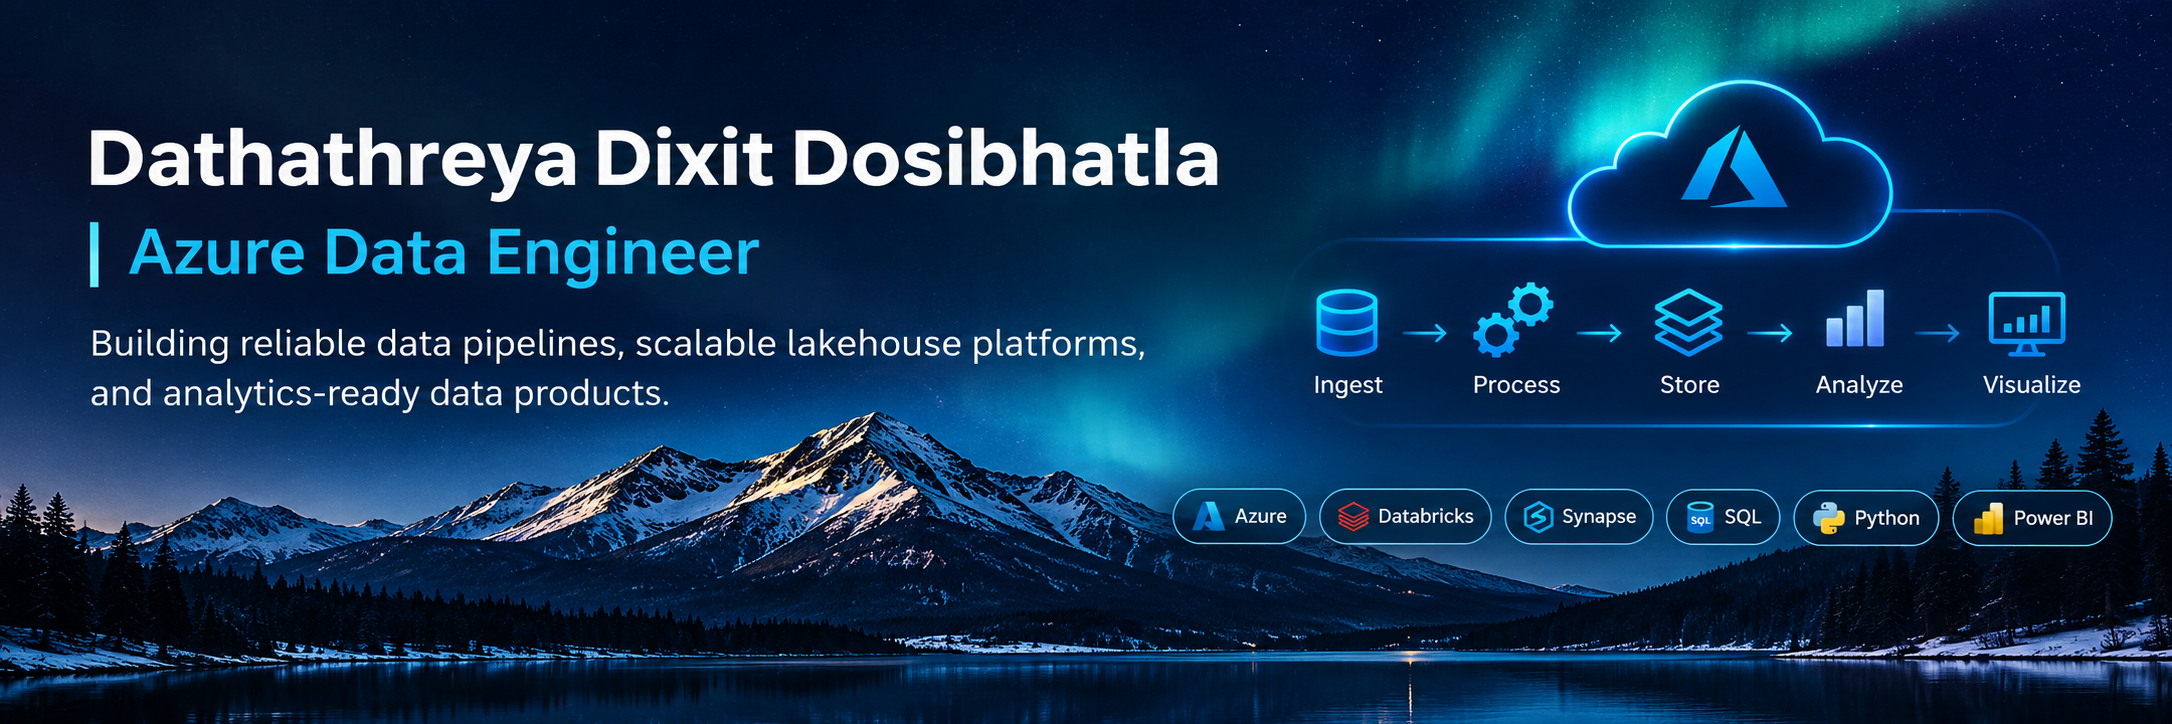 Dathathreya Dixit Dosibhatla
Azure Data Engineer
Building reliable data pipelines, scalable lakehouse platforms,
and analytics-ready data products.
Ingest
Process
Store
Analyze
Visualize
Azure
Databricks
Synapse
SQL
SQL
Python
Power BI